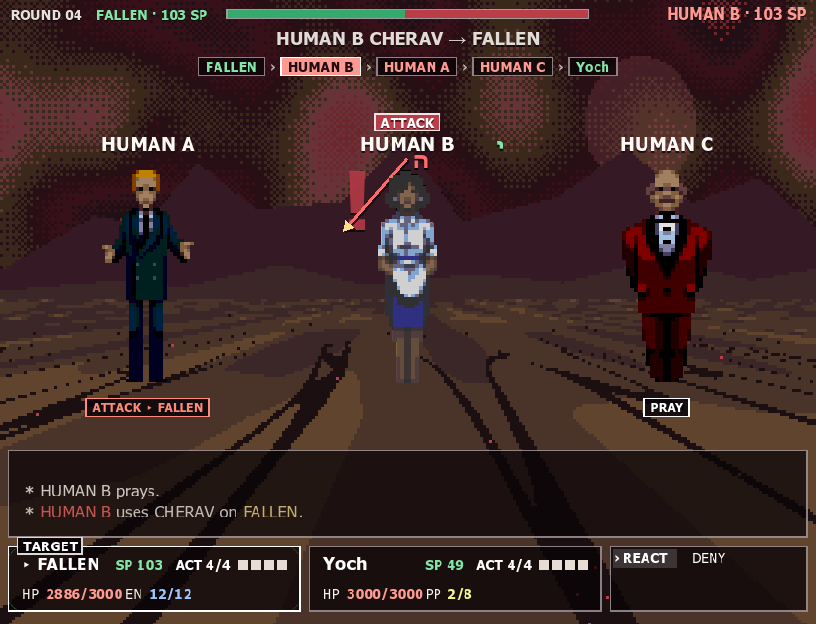 ROUND 04 FALLEN · 103 SP HUMAN B · 103 SP
HUMAN B CHERAV → FALLEN
FALLEN › HUMAN B › HUMAN A › HUMAN C › Yoch
ATTACK
HUMAN A HUMAN B HUMAN C
!
ATTACK ‣ FALLEN PRAY
* HUMAN B prays.
* HUMAN B uses CHERAV on FALLEN.
TARGET
‣ FALLEN SP 103 ACT 4/4 Yoch SP 49 ACT 4/4 › REACT DENY
HP 2886/3000 EN 12/12 HP 3000/3000 PP 2/8